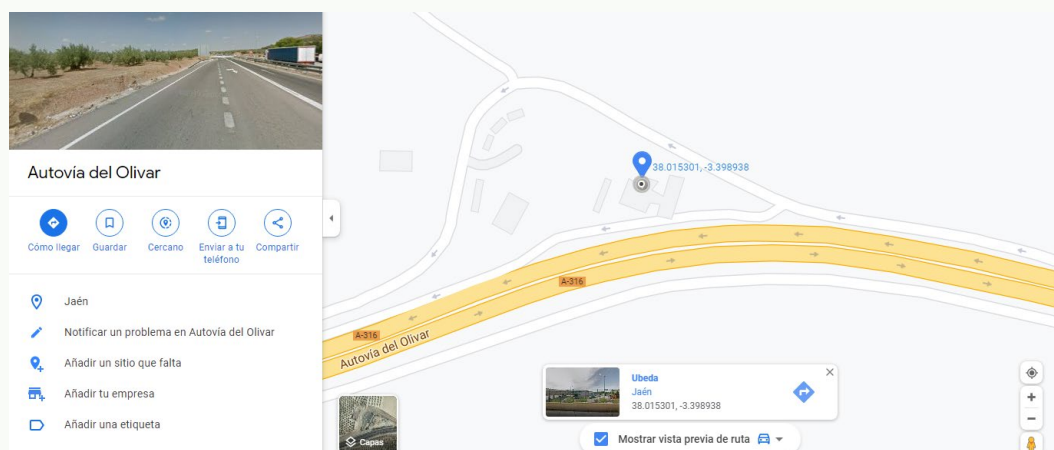 Autovía del Olivar
Cómo llegar
Guardar
Cercano
Enviar a tu
teléfono
Compartir
Jaén
Notificar un problema en Autovía del Olivar
Añadir un sitio que falta
Añadir tu empresa
Añadir una etiqueta
38.015301, -3.398938
A-316
A-316
Autovía del Olivar
Capas
Ubeda
Jaén
38.015301, -3.398938
Mostrar vista previa de ruta